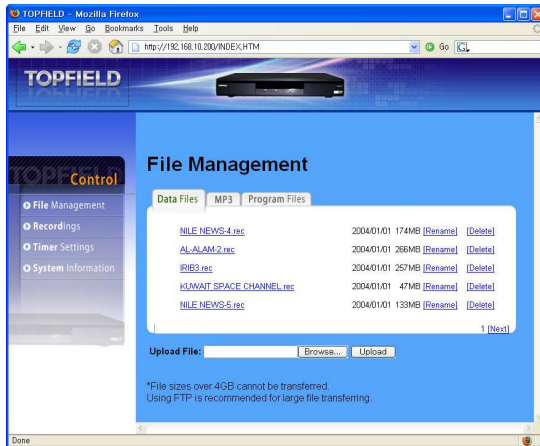 TOPFIELD - Mozilla Firefox
File Edit View Go Bookmarks Tools Help
http://192.168.10.200/INDEX.HTM Go
TOPFIELD
TOPFIELD
Control
File Management
Recordings
Timer Settings
System Information
File Management
Data Files MP3 Program Files
NILE NEWS-4.rec 2004/01/01 174MB [Rename] [Delete]
AL-ALAM-2.rec 2004/01/01 266MB [Rename] [Delete]
IRIB3.rec 2004/01/01 257MB [Rename] [Delete]
KUWAIT SPACE CHANNEL.rec 2004/01/01 47MB [Rename] [Delete]
NILE NEWS-5.rec 2004/01/01 133MB [Rename] [Delete]
1 [Next]
Upload File: Browse... Upload
*File sizes over 4GB cannot be transferred.
Using FTP is recommended for large file transferring.
Done